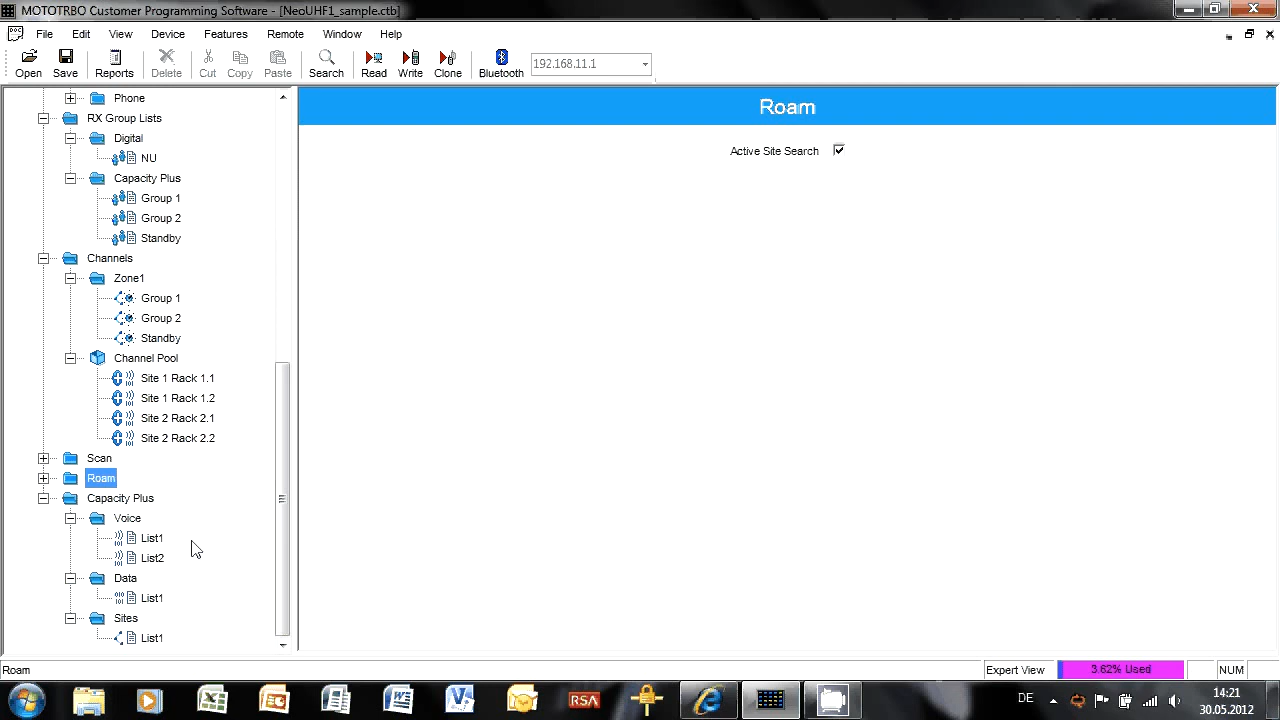 MOTOTRBO Customer Programming Software - [NeoUHF1_sample.ctb]
File Edit View Device Features Remote Window Help
Open Save Reports Delete Cut Copy Paste Search Read Write Clone Bluetooth 192.168.11.1
Phone
RX Group Lists
Digital
NU
Capacity Plus
Group 1
Group 2
Standby
Channels
Zone1
Group 1
Group 2
Standby
Channel Pool
Site 1 Rack 1.1
Site 1 Rack 1.2
Site 2 Rack 2.1
Site 2 Rack 2.2
Scan
Roam
Capacity Plus
Voice
List1
List2
Data
List1
Sites
List1
Roam
Active Site Search
Roam Expert View 3.62% Used NUM
RSA DE 14:21
30.05.2012